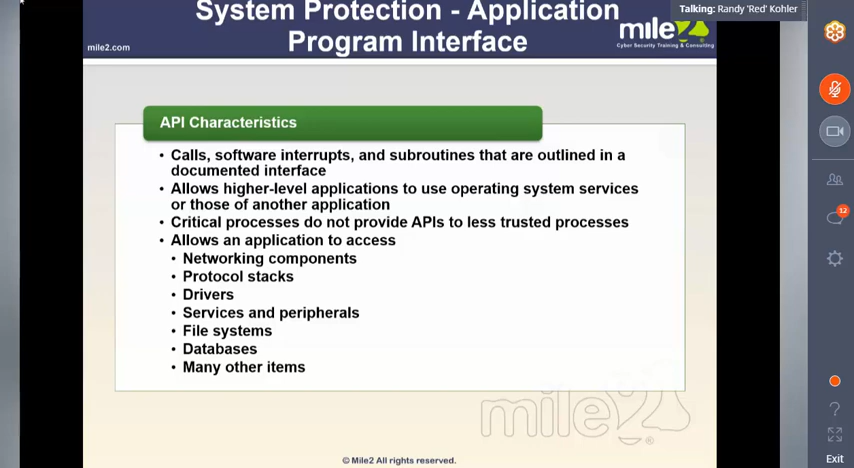 System Protection - Application
Program Interface
Talking: Randy 'Red' Kohler
mile2
Cyber Security Training & Consulting
mile2.com
API Characteristics
• Calls, software interrupts, and subroutines that are outlined in a
documented interface
• Allows higher-level applications to use operating system services
or those of another application
• Critical processes do not provide APIs to less trusted processes
• Allows an application to access
• Networking components
• Protocol stacks
• Drivers
• Services and peripherals
• File systems
• Databases
• Many other items
mile2
®
© Mile2 All rights reserved.
12
?
Exit